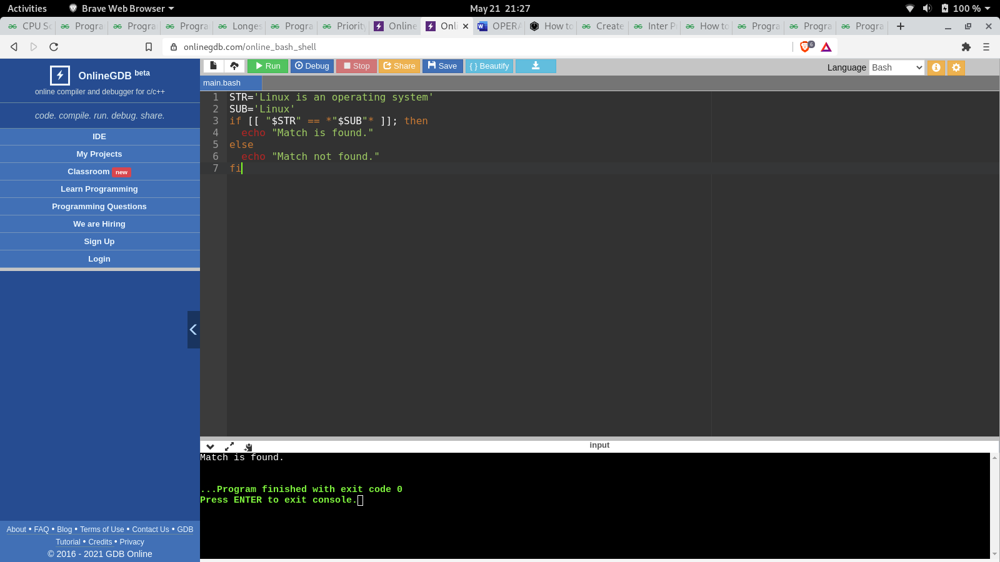 Activities
Brave Web Browser
May 21 21:27
100 %
CPU Sc
Progra
Progra
Progra
Longes
Progra
Priority
Online
Onli
OPERA
How to
Create
Inter P
How to
Progra
Progra
Progra
onlinegdb.com/online_bash_shell
6
OnlineGDB beta
online compiler and debugger for c/c++
code. compile. run. debug. share.
IDE
My Projects
Classroom new
Learn Programming
Programming Questions
We are Hiring
Sign Up
Login
About • FAQ • Blog • Terms of Use • Contact Us • GDB
Tutorial • Credits • Privacy
© 2016 - 2021 GDB Online
Run
Debug
Stop
Share
Save
{ } Beautify
Language
Bash
main.bash
1 STR='Linux is an operating system'
2 SUB='Linux'
3 if [[ "$STR" == *"$SUB"* ]]; then
4   echo "Match is found."
5 else
6   echo "Match not found."
7 fi
input
Match is found.
...Program finished with exit code 0
Press ENTER to exit console.